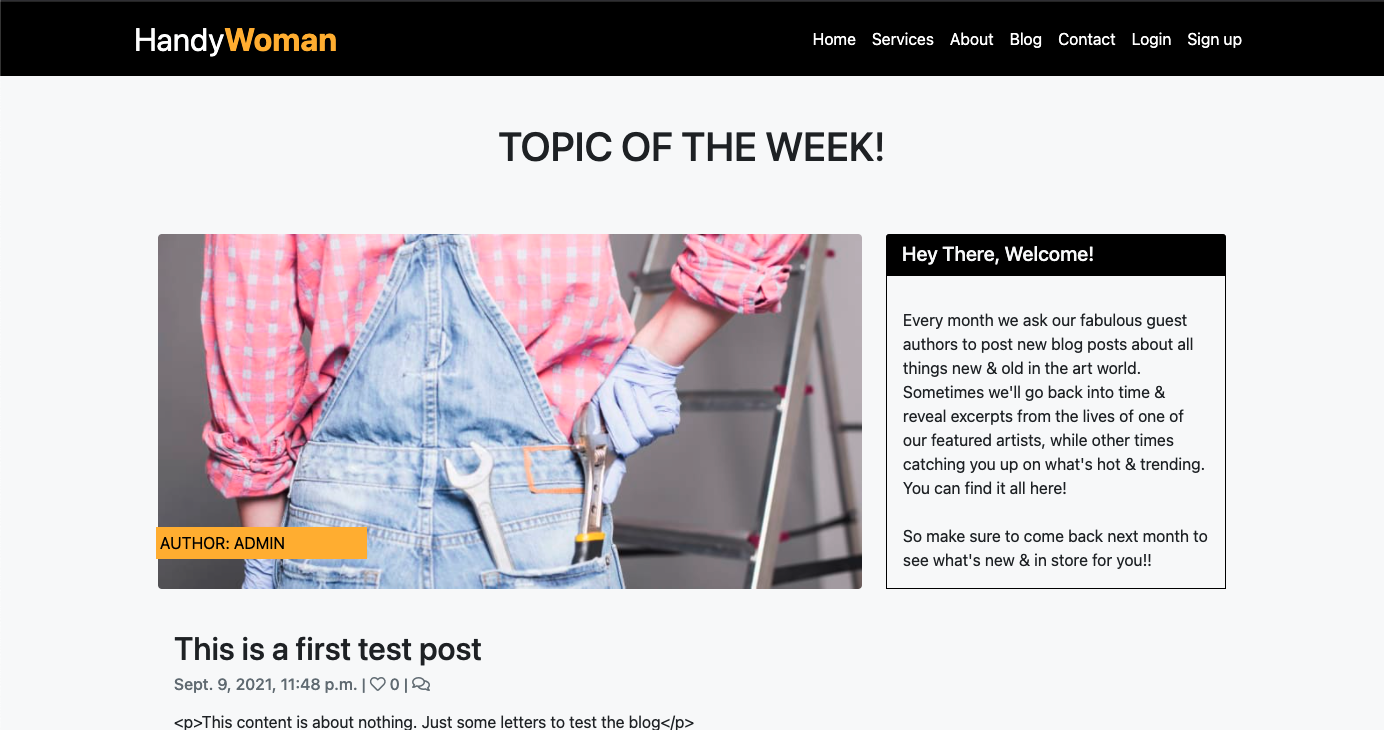 HandyWoman
Home Services About Blog Contact Login Sign up
TOPIC OF THE WEEK!
AUTHOR: ADMIN
Hey There, Welcome!
Every month we ask our fabulous guest
authors to post new blog posts about all
things new & old in the art world.
Sometimes we'll go back into time &
reveal excerpts from the lives of one of
our featured artists, while other times
catching you up on what's hot & trending.
You can find it all here!
So make sure to come back next month to
see what's new & in store for you!!
This is a first test post
Sept. 9, 2021, 11:48 p.m. | 0 |
<p>This content is about nothing. Just some letters to test the blog</p>